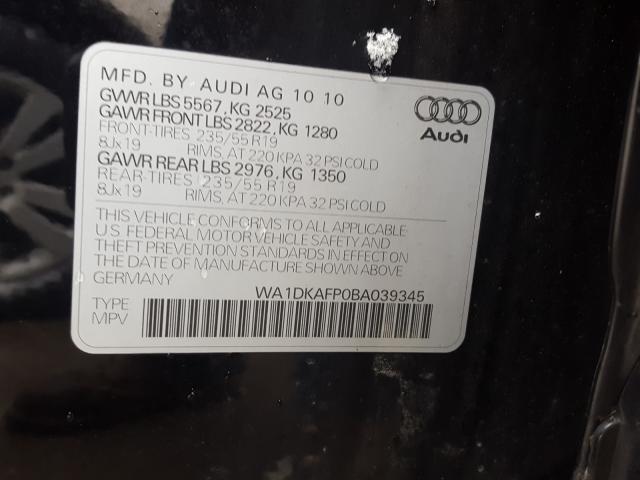 MFD. BY AUDI AG 10 10
GVWR LBS 5567, KG 2525
GAWR FRONT LBS 2822, KG 1280
FRONT-TIRES 235/55 R19
8Jx19 RIMS, AT 220 KPA 32 PSI COLD
GAWR REAR LBS 2976, KG 1350
REAR-TIRES 235/55 R19
8Jx19 RIMS, AT 220 KPA 32 PSI COLD
Audi
THIS VEHICLE CONFORMS TO ALL APPLICABLE
U.S. FEDERAL MOTOR VEHICLE SAFETY AND
THEFT PREVENTION STANDARDS IN EFFECT ON
THE DATE OF MANUFACTURE SHOWN ABOVE
GERMANY
WA1DKAFP0BA039345
TYPE
MPV